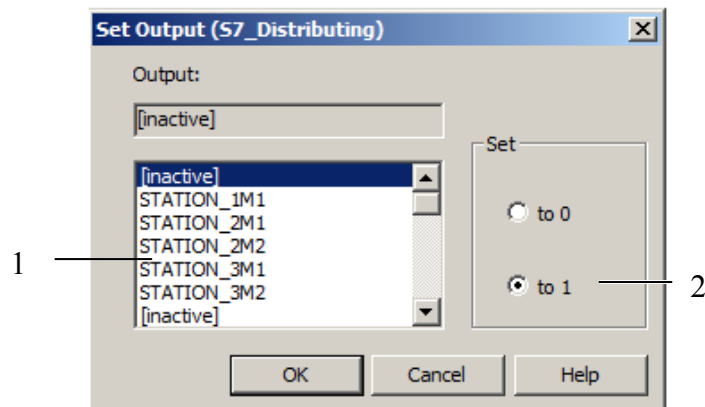 Set Output (S7_Distributing)
Output:
[inactive]
[inactive]
STATION_1M1
STATION_2M1
STATION_2M2
STATION_3M1
STATION_3M2
[inactive]
Set
to 0
to 1
1
2
OK Cancel Help